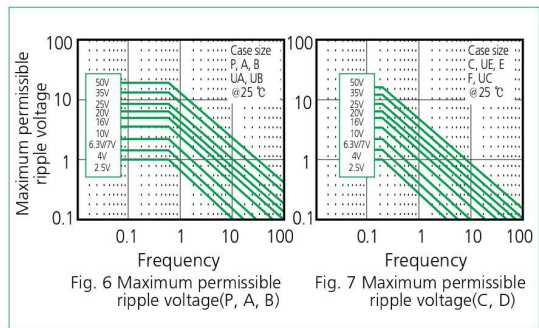 Maximum permissible
ripple voltage
100
10
1
0.1
50V
35V
25V
20V
16V
10V
6.3V/7V
4V
2.5V
Case size
P, A, B
UA, UB
@25 ℃
0.1 1 10 100
Frequency
Fig. 6 Maximum permissible
ripple voltage(P, A, B)
100
10
1
0.1
50V
35V
25V
20V
16V
10V
6.3V/7V
4V
2.5V
Case size
C, UE, E
F, UC
@25 ℃
0.1 1 10 100
Frequency
Fig. 7 Maximum permissible
ripple voltage(C, D)